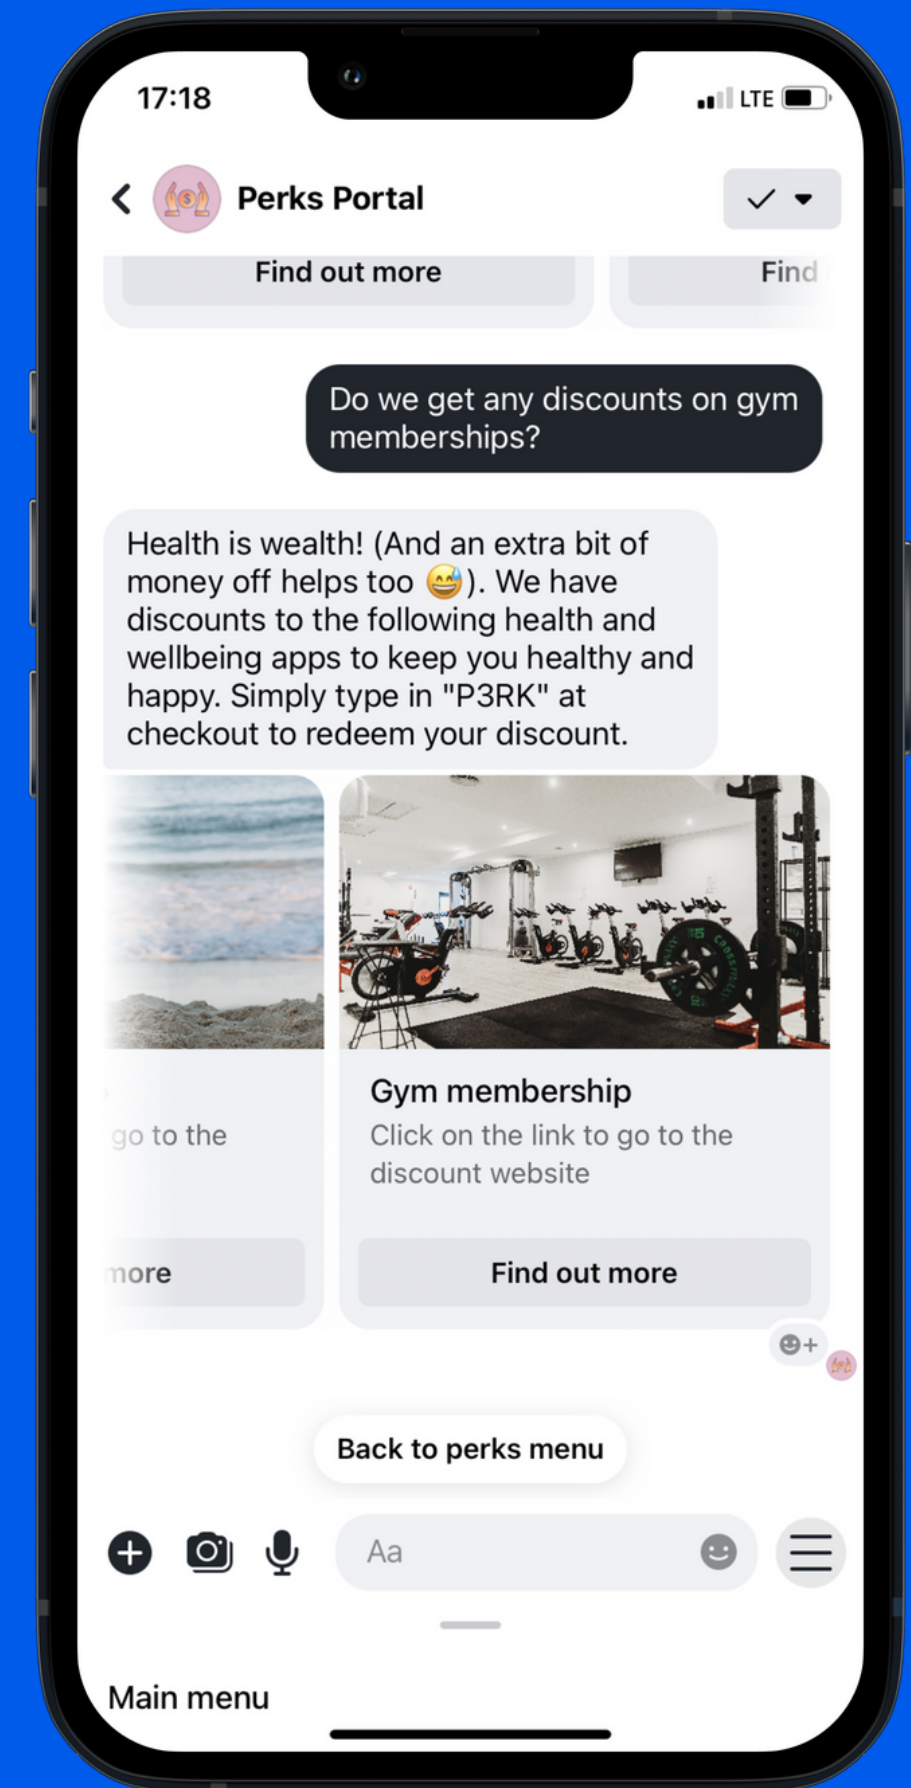 17:18
LTE
Perks Portal
Find out more
Find
Do we get any discounts on gym
memberships?
Health is wealth! (And an extra bit of
money off helps too 😅). We have
discounts to the following health and
wellbeing apps to keep you healthy and
happy. Simply type in "P3RK" at
checkout to redeem your discount.
go to the
more
Gym membership
Click on the link to go to the
discount website
Find out more
Back to perks menu
Aa
Main menu